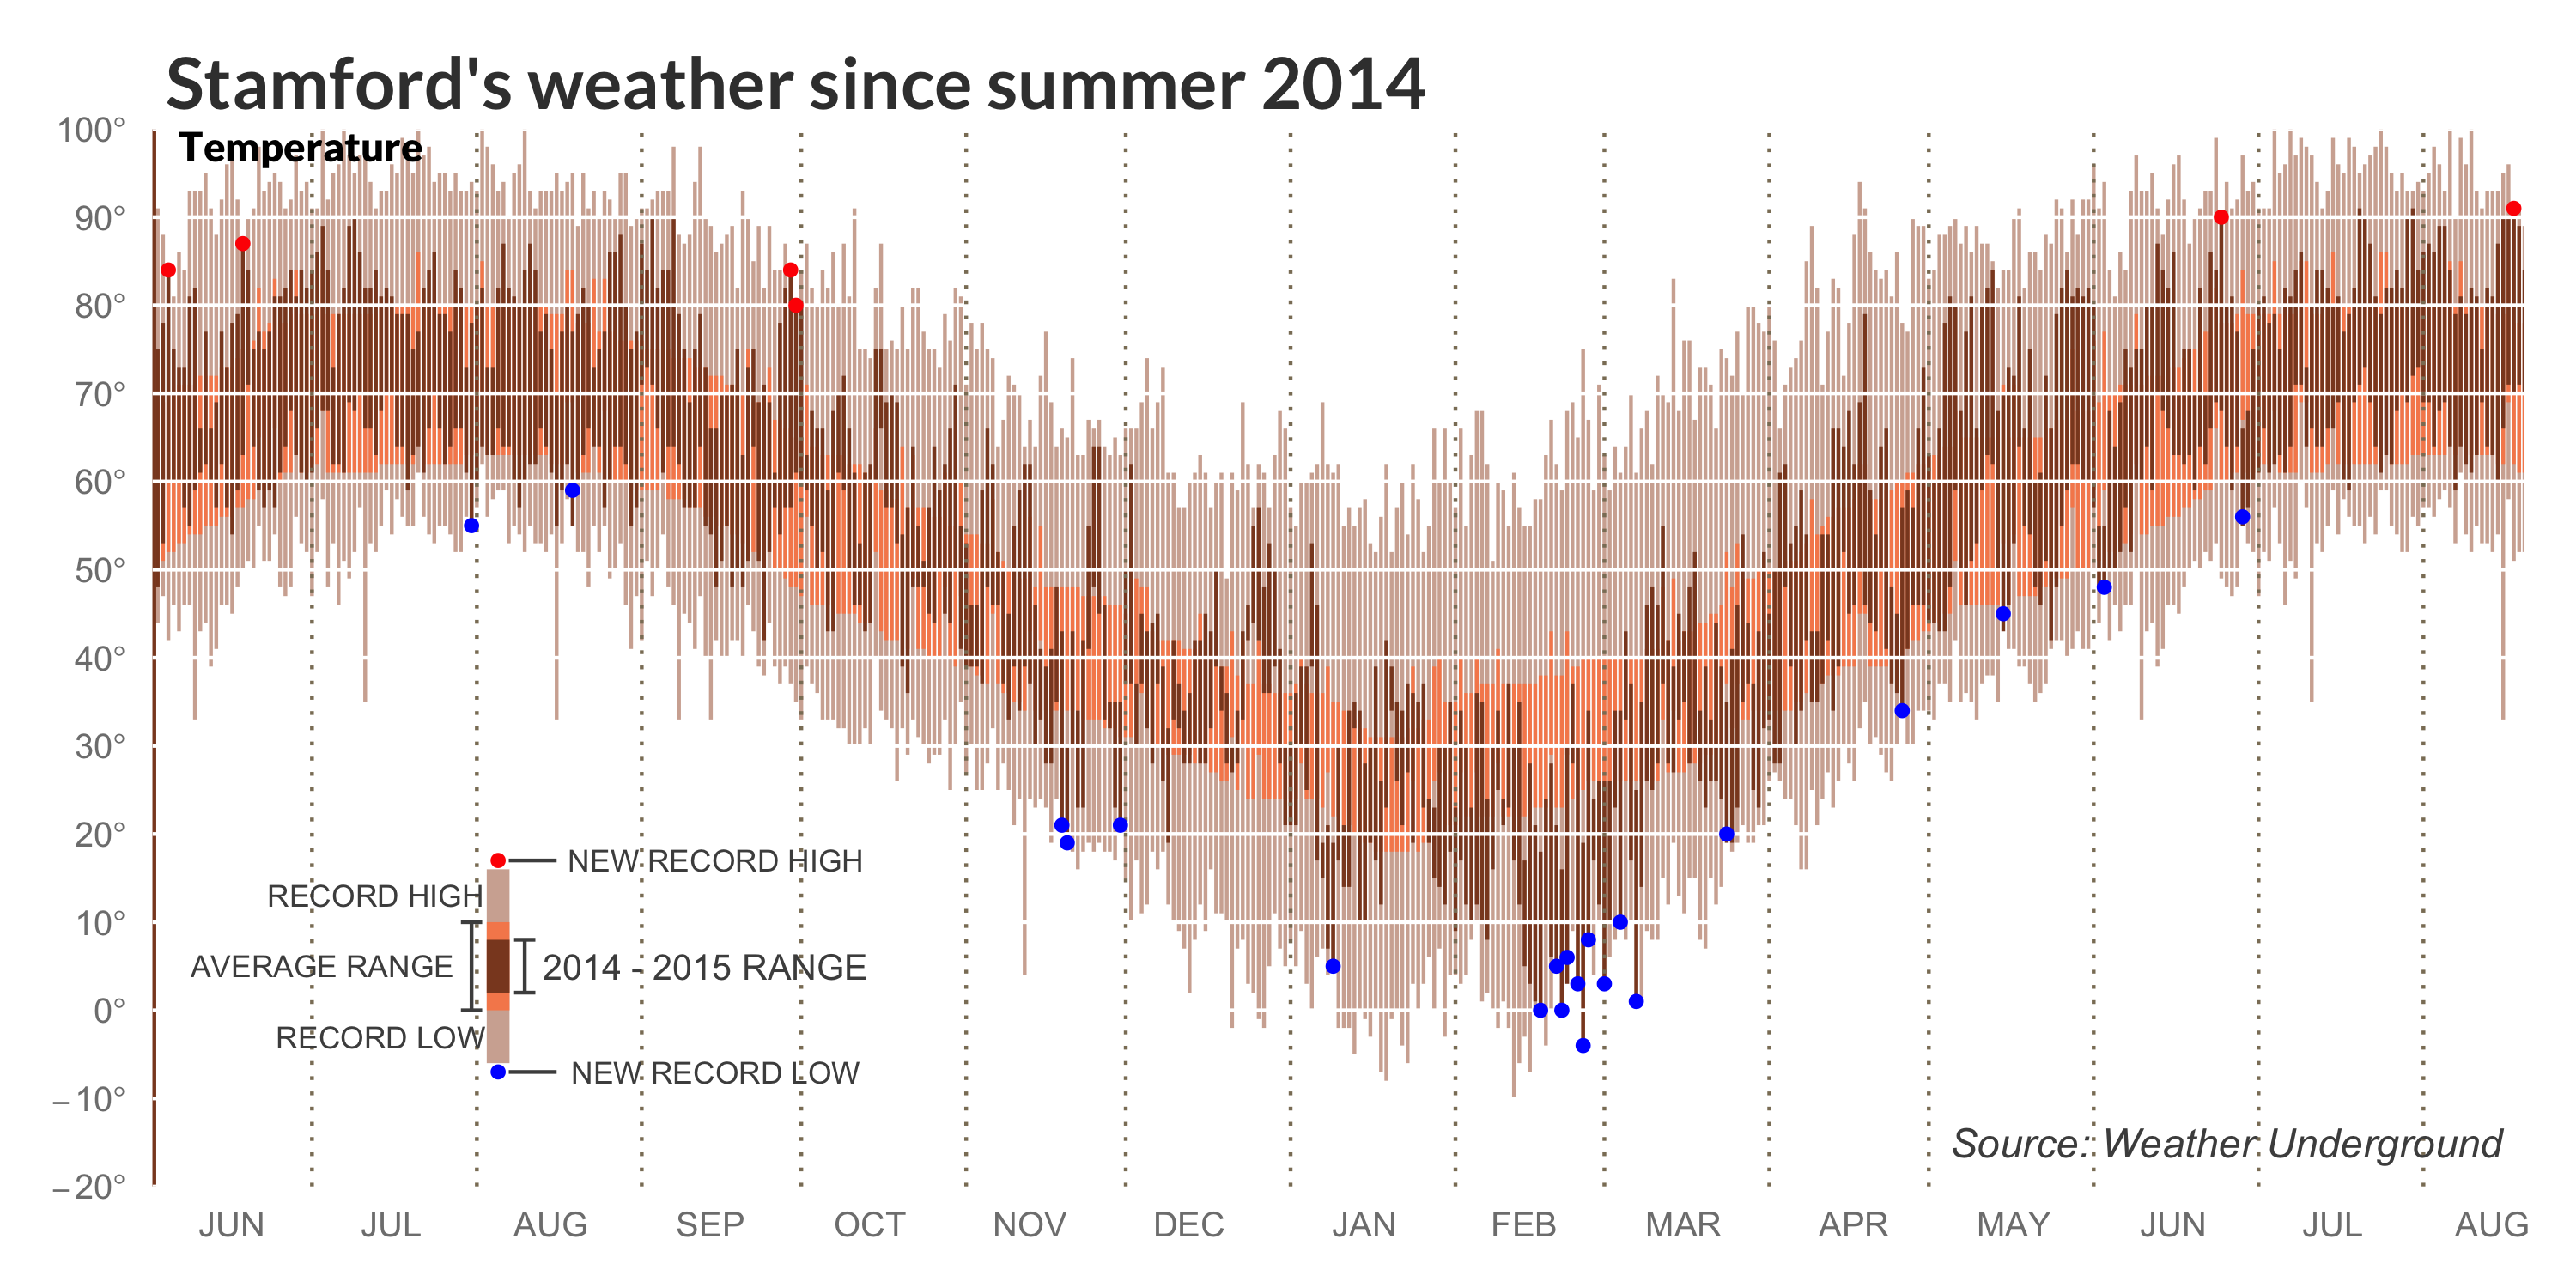 Stamford's weather since summer 2014
Temperature
100°
90°
80°
70°
60°
50°
40°
30°
20°
10°
0°
–10°
–20°
NEW RECORD HIGH
RECORD HIGH
AVERAGE RANGE
2014 - 2015 RANGE
RECORD LOW
NEW RECORD LOW
Source: Weather Underground
JUN JUL AUG SEP OCT NOV DEC JAN FEB MAR APR MAY JUN JUL AUG